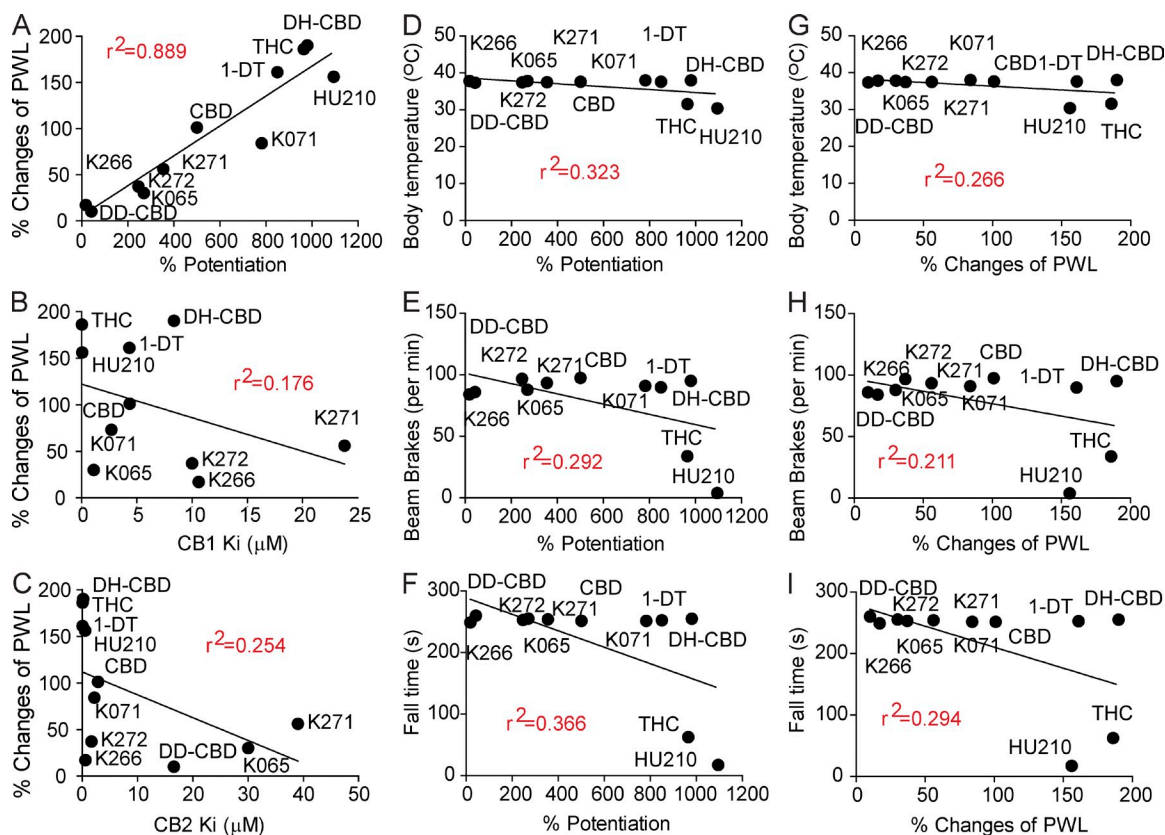 A
% Changes of PWL
200
150
100
50
0
r2=0.889
DH-CBD
THC
1-DT
HU210
CBD
K071
K266
K271
K272
K065
DD-CBD
0 200 400 600 800 1000 1200
% Potentiation
D
Body temperature (oC)
50
40
30
20
10
0
K266
K271
1-DT
K065
K071
DH-CBD
K272
CBD
DD-CBD
THC
HU210
r2=0.323
0 200 400 600 800 1000 1200
% Potentiation
G
Body temperature (oC)
50
40
30
20
10
0
K266
K071
K272
CBD
1-DT
DH-CBD
K065
K271
DD-CBD
HU210
THC
r2=0.266
0 50 100 150 200
% Changes of PWL
B
% Changes of PWL
200
150
100
50
0
THC
DH-CBD
1-DT
HU210
r2=0.176
CBD
K271
K071
K272
K065
K266
0 5 10 15 20 25
CB1 Ki (μM)
E
Beam Brakes (per min)
150
100
50
0
DD-CBD
K272
K271
CBD
1-DT
K266
K065
K071
DH-CBD
THC
r2=0.292
HU210
0 200 400 600 800 1000 1200
% Potentiation
H
Beam Brakes (per min)
150
100
50
0
K266
K272
CBD
K271
DH-CBD
1-DT
K065
K071
DD-CBD
THC
r2=0.211
HU210
0 50 100 150 200
% Changes of PWL
C
% Changes of PWL
200
150
100
50
0
DH-CBD
THC
1-DT
HU210
r2=0.254
CBD
K071
K271
K272
DD-CBD
K266
K065
0 10 20 30 40 50
CB2 Ki (μM)
F
Fall time (s)
300
200
100
0
DD-CBD
CBD
K272
K271
1-DT
K266
K065
K071
DH-CBD
r2=0.366
THC
HU210
0 200 400 600 800 1000 1200
% Potentiation
I
Fall time (s)
300
200
100
0
DD-CBD
K272
K271
1-DT
DH-CBD
K065
K071
CBD
K266
THC
r2=0.294
HU210
0 50 100 150 200
% Changes of PWL